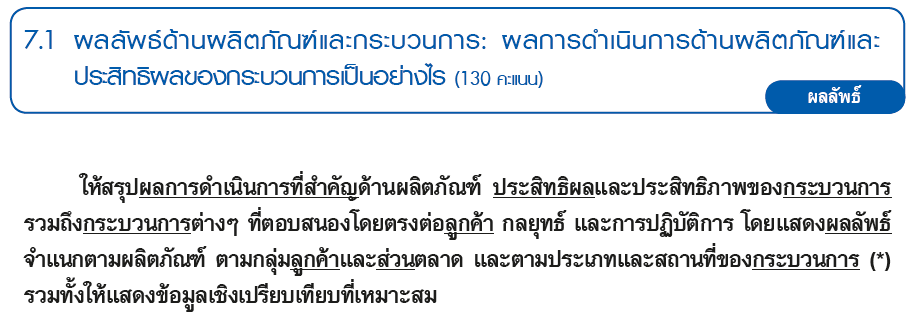 7.1 ผลลัพธ์ด้านผลิตภัณฑ์และกระบวนการ: ผลการดำเนินการด้านผลิตภัณฑ์และ
ประสิทธิผลของกระบวนการเป็นอย่างไร (130 คะแนน)
ผลลัพธ์
ให้สรุปผลการดำเนินการที่สำคัญด้านผลิตภัณฑ์ ประสิทธิผลและประสิทธิภาพของกระบวนการ
รวมถึงกระบวนการต่างๆ ที่ตอบสนองโดยตรงต่อลูกค้า กลยุทธ์ และการปฏิบัติการ โดยแสดงผลลัพธ์
จำแนกตามผลิตภัณฑ์ ตามกลุ่มลูกค้าและส่วนตลาด และตามประเภทและสถานที่ของกระบวนการ (*)
รวมทั้งให้แสดงข้อมูลเชิงเปรียบเทียบที่เหมาะสม